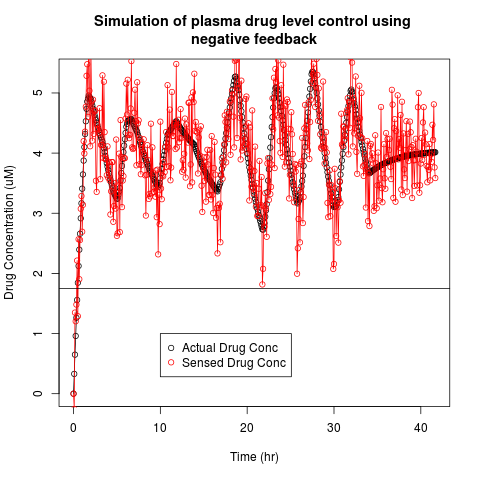 Simulation of plasma drug level control using
negative feedback
Drug Concentration (uM)
5
4
3
2
1
0
Actual Drug Conc
Sensed Drug Conc
0 10 20 30 40
Time (hr)